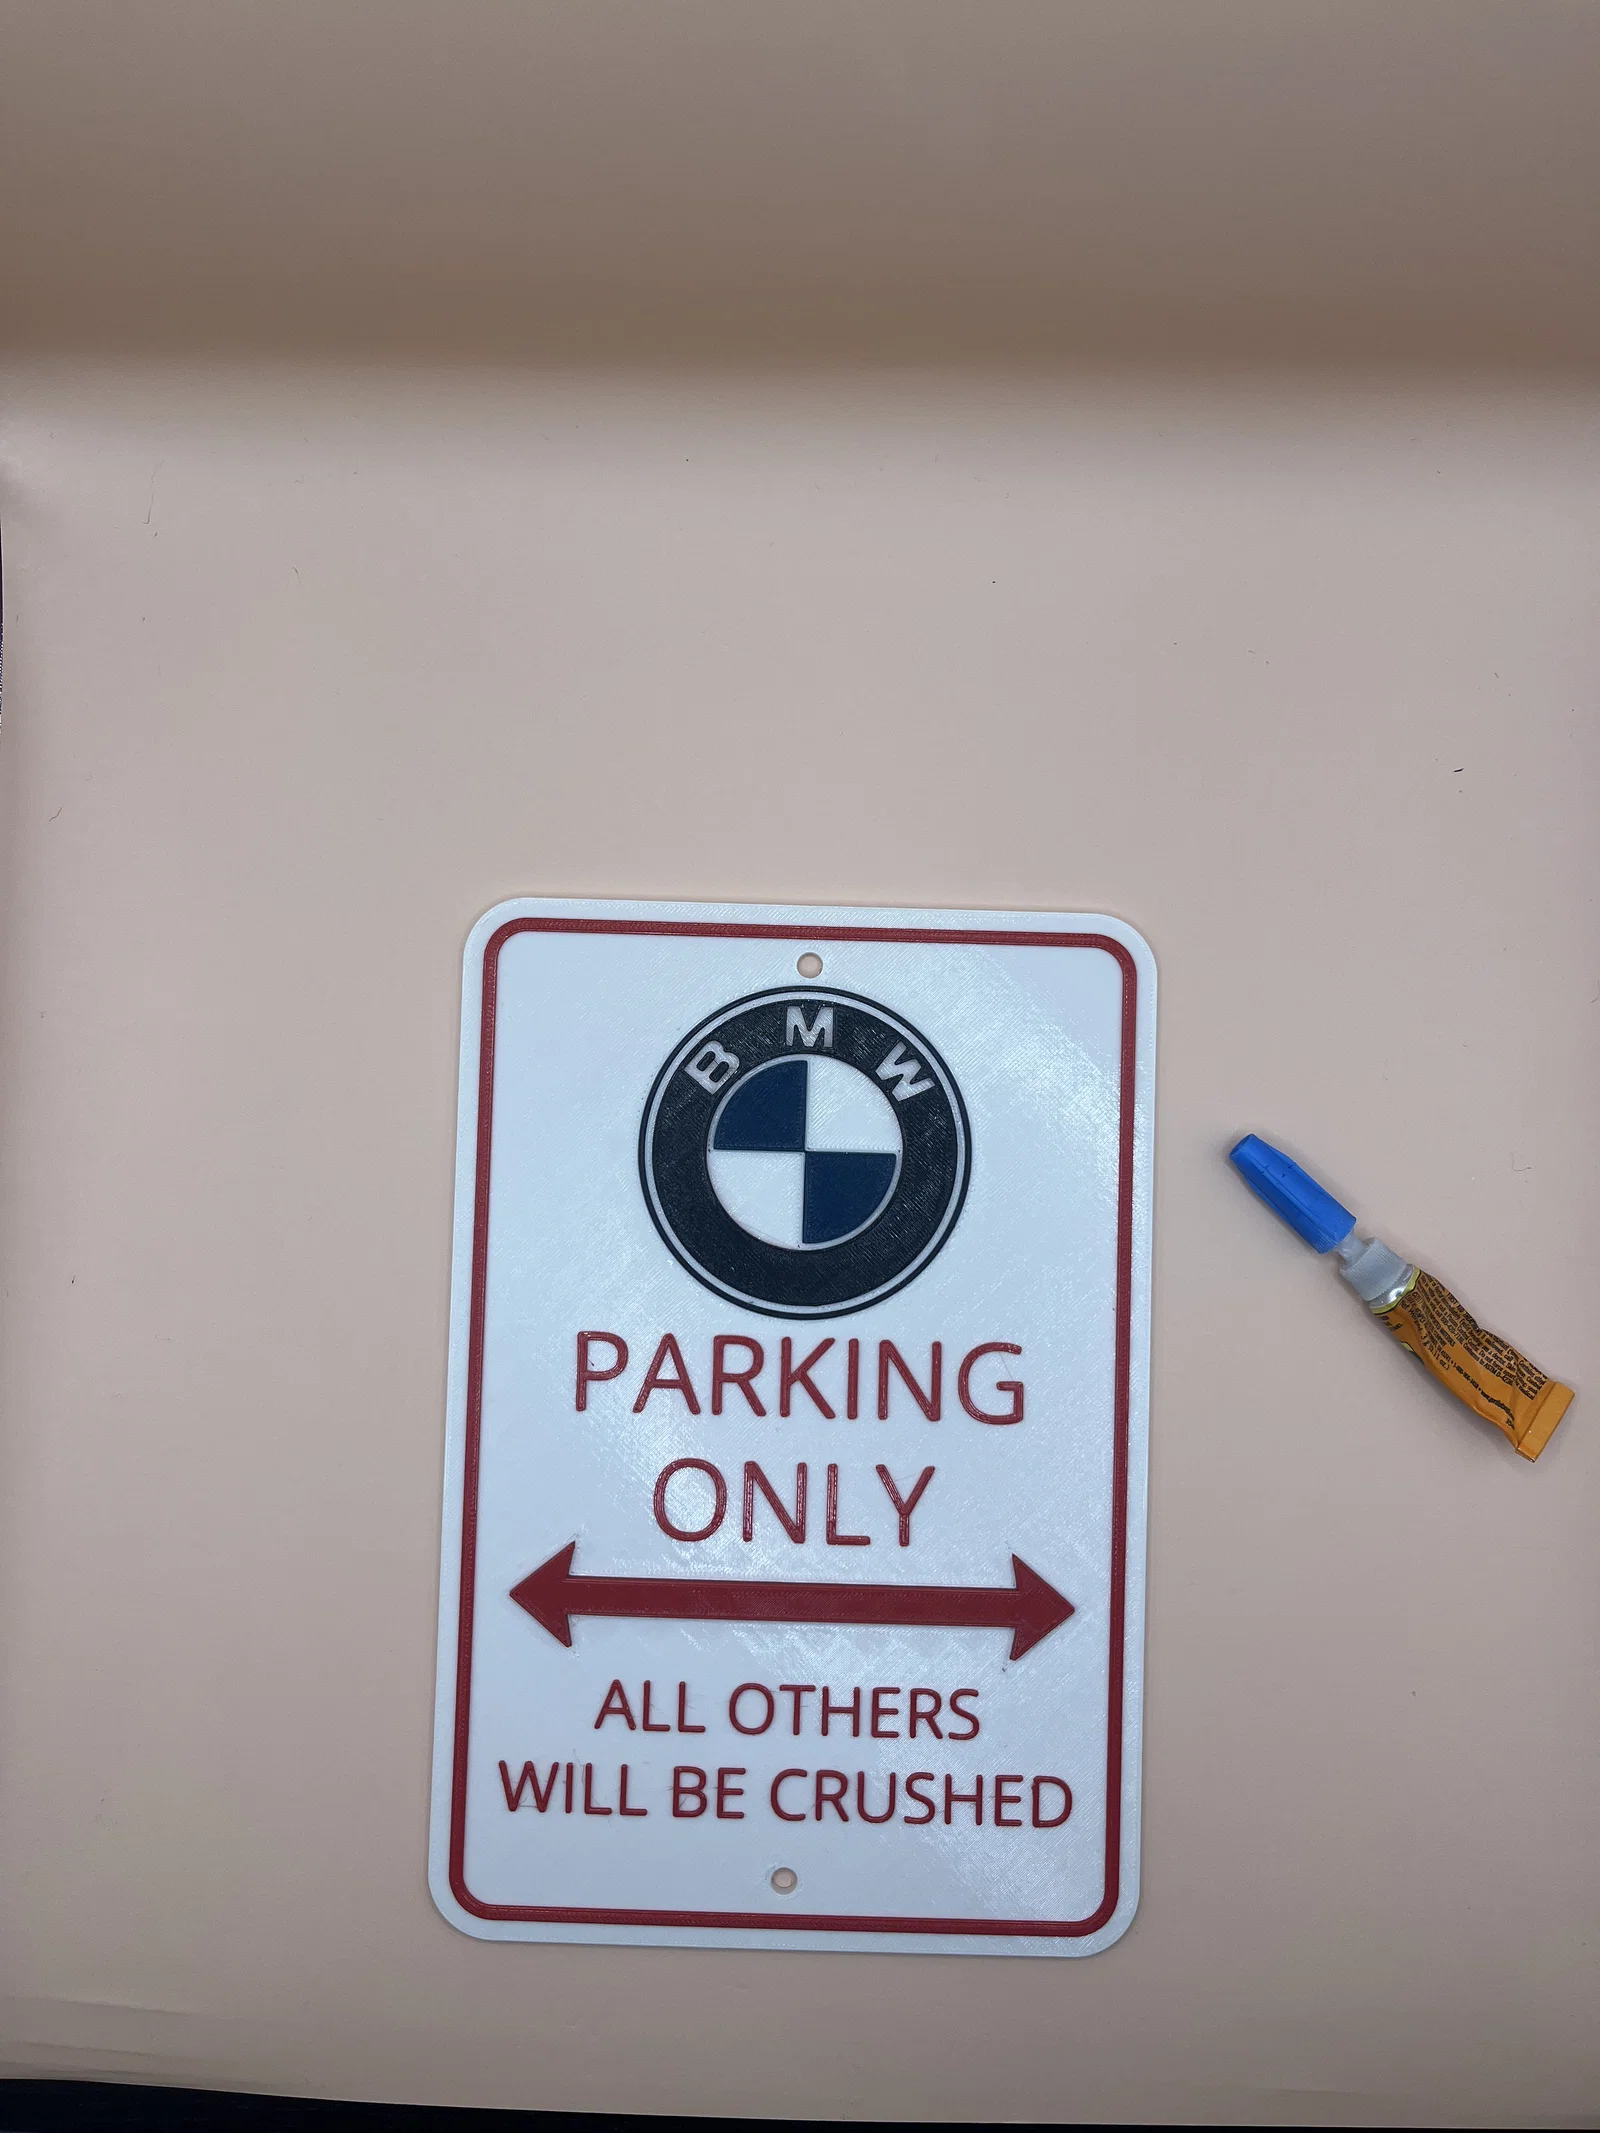 BMW
PARKING
ONLY
ALL OTHERS
WILL BE CRUSHED